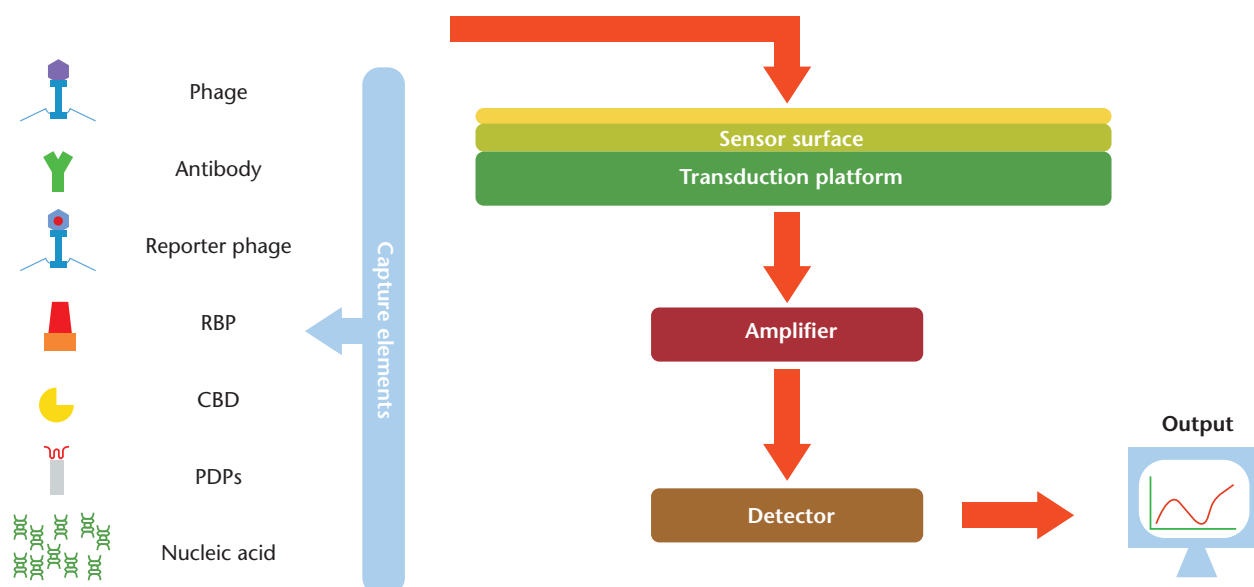 Phage
Antibody
Reporter phage
RBP
CBD
PDPs
Nucleic acid
Capture elements
Sensor surface
Transduction platform
Amplifier
Detector
Output